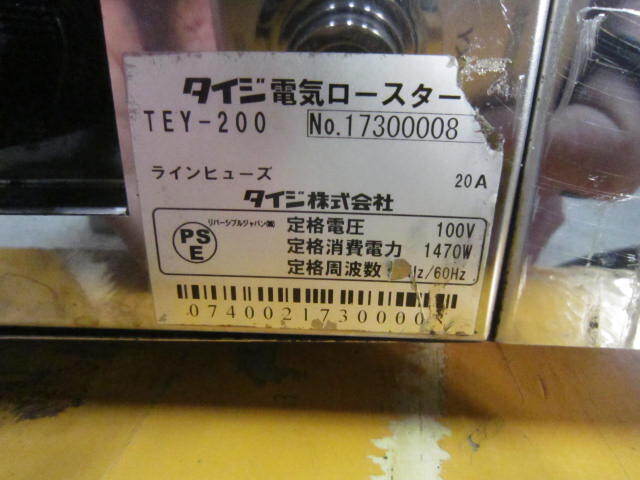 タイジ電気ロースター
TEY-200 No.17300008
ラインヒューズ 20A
タイジ株式会社
リバーシブルジャパン㈱
PS
E
定格電圧 100V
定格消費電力 1470W
定格周波数 Hz/60Hz
0740021730000